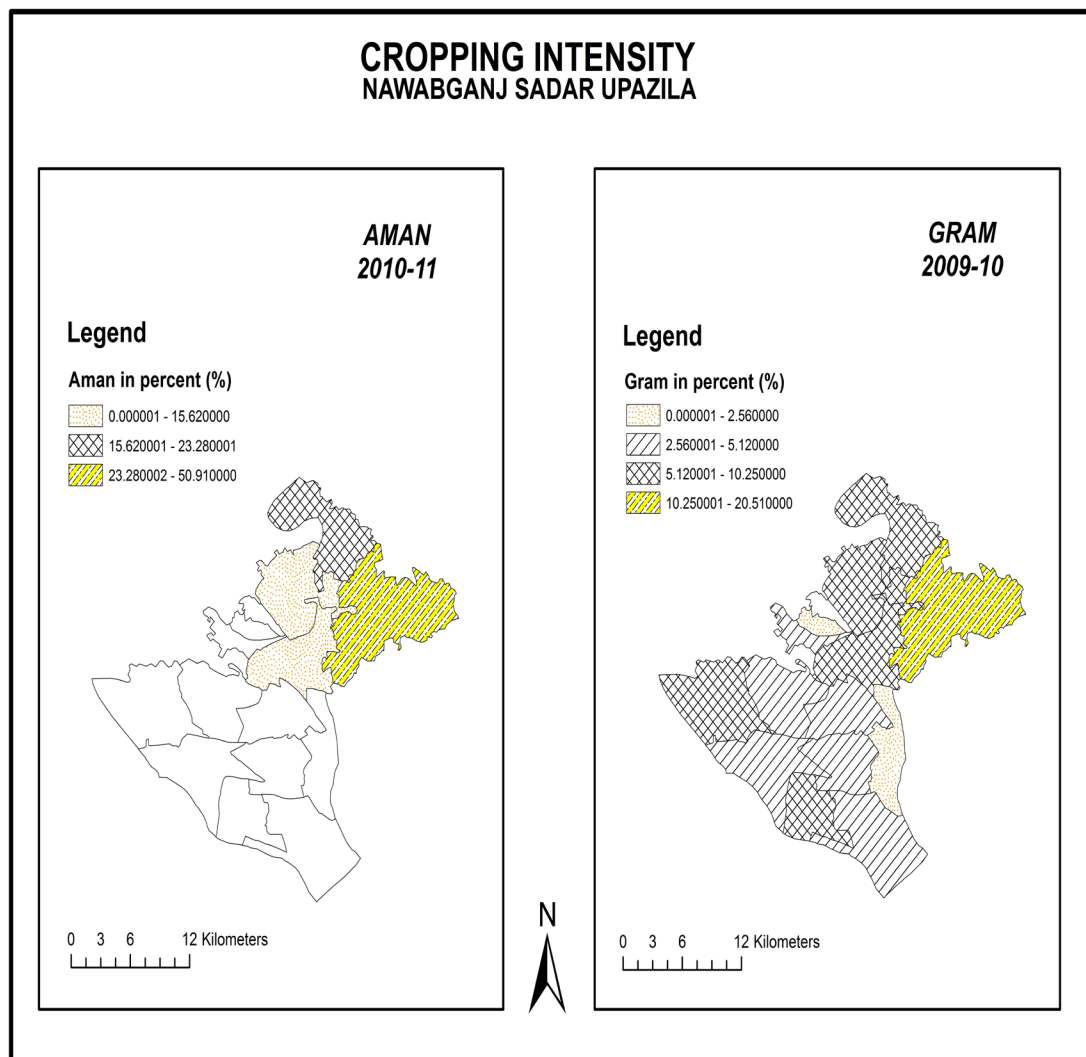 CROPPING INTENSITY
NAWABGANJ SADAR UPAZILA
AMAN
2010-11
Legend
Aman in percent (%)
0.000001 - 15.620000
15.620001 - 23.280001
23.280002 - 50.910000
0 3 6 12 Kilometers
N
GRAM
2009-10
Legend
Gram in percent (%)
0.000001 - 2.560000
2.560001 - 5.120000
5.120001 - 10.250000
10.250001 - 20.510000
0 3 6 12 Kilometers